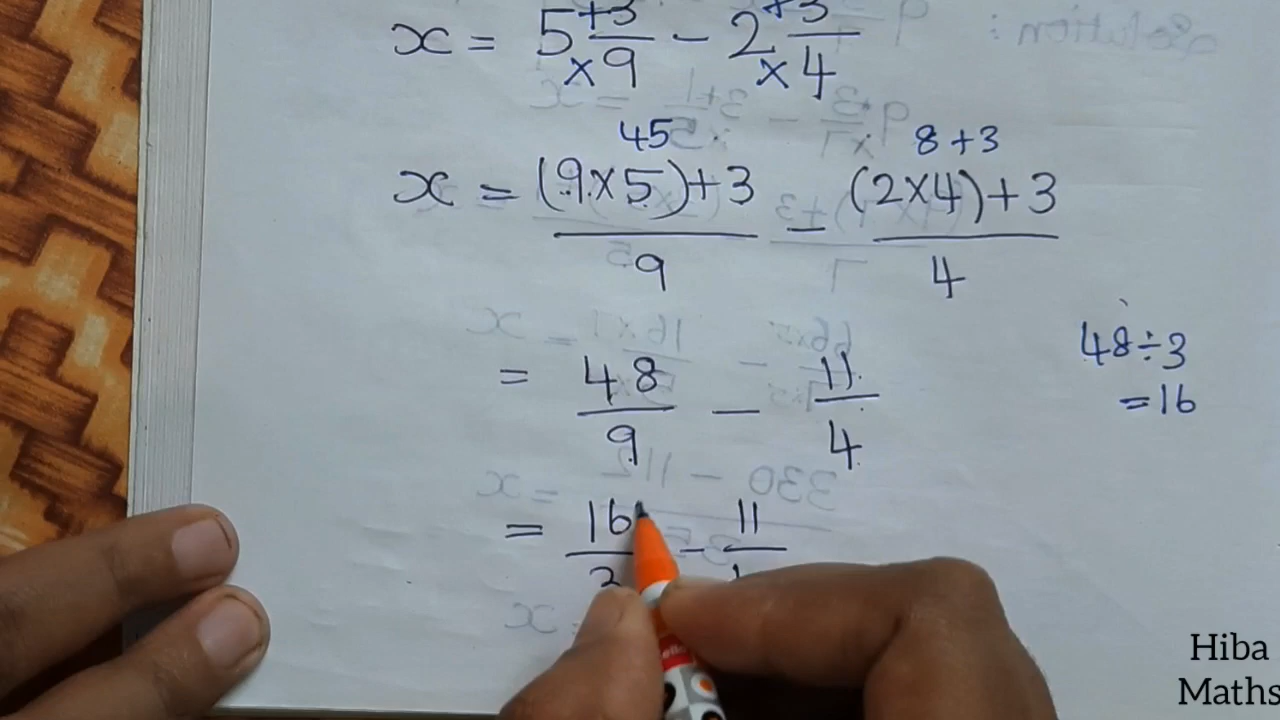 x = 5 +3/×9 - 2 +3/×4
45 8+3
x = (9×5)+3/9 - (2×4)+3/4
48÷3
= 48/9 - 11/4
=16
= 16/3 - 11/
Hiba
Maths